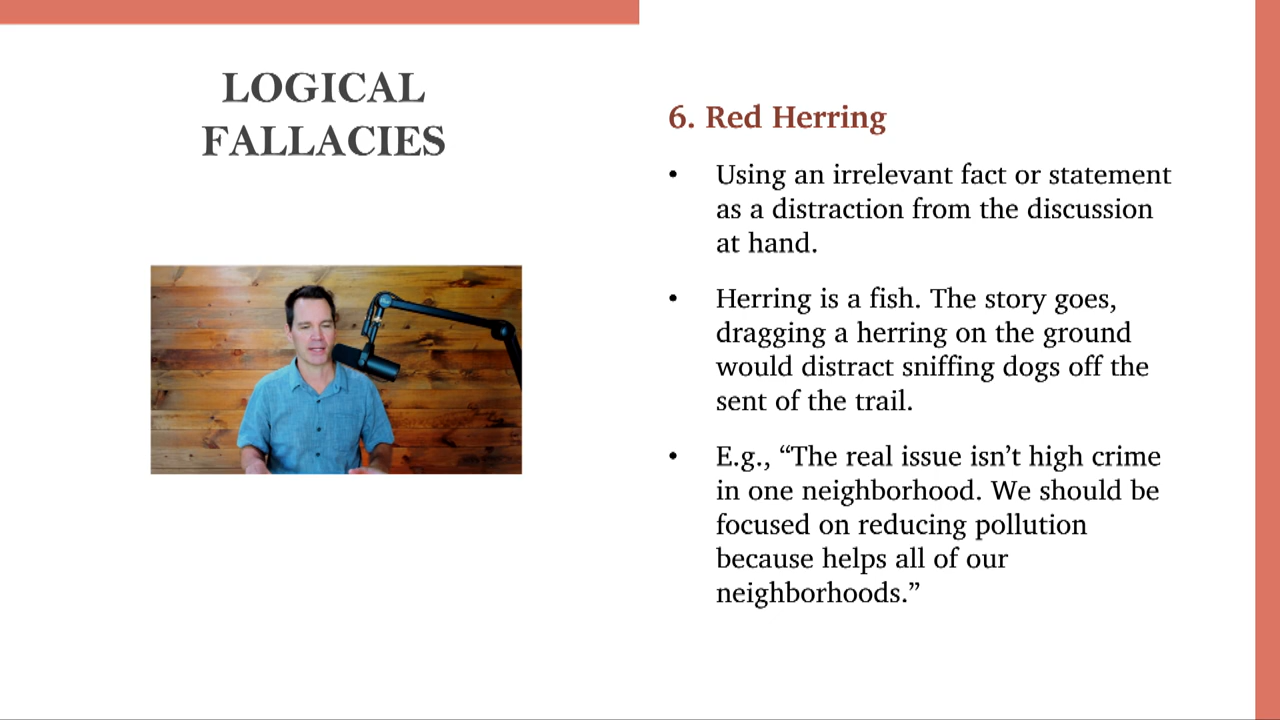 LOGICAL
FALLACIES
6. Red Herring
• Using an irrelevant fact or statement
as a distraction from the discussion
at hand.
• Herring is a fish. The story goes,
dragging a herring on the ground
would distract sniffing dogs off the
sent of the trail.
• E.g., “The real issue isn’t high crime
in one neighborhood. We should be
focused on reducing pollution
because helps all of our
neighborhoods.”